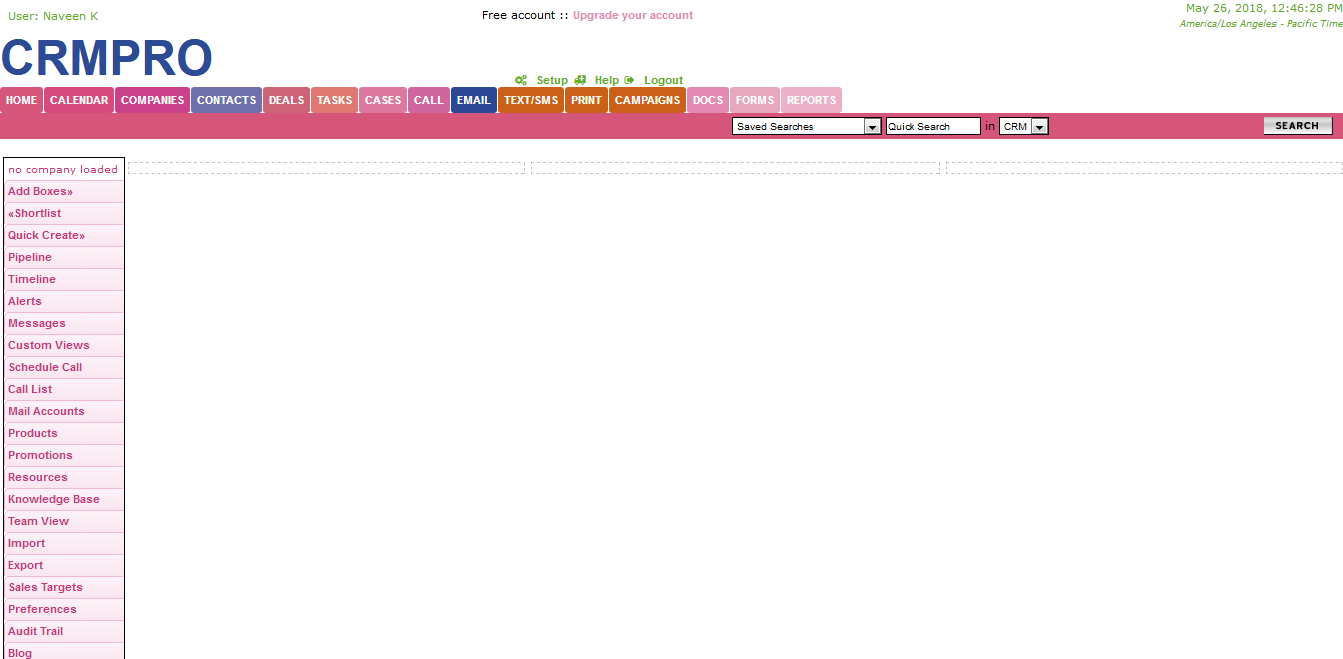 User: Naveen K
Free account :: Upgrade your account
May 26, 2018, 12:46:28 PM
America/Los Angeles - Pacific Time
CRMPRO
Setup Help Logout
HOME CALENDAR COMPANIES CONTACTS DEALS TASKS CASES CALL EMAIL TEXT/SMS PRINT CAMPAIGNS DOCS FORMS REPORTS
Saved Searches Quick Search in CRM SEARCH
no company loaded
Add Boxes»
«Shortlist
Quick Create»
Pipeline
Timeline
Alerts
Messages
Custom Views
Schedule Call
Call List
Mail Accounts
Products
Promotions
Resources
Knowledge Base
Team View
Import
Export
Sales Targets
Preferences
Audit Trail
Blog